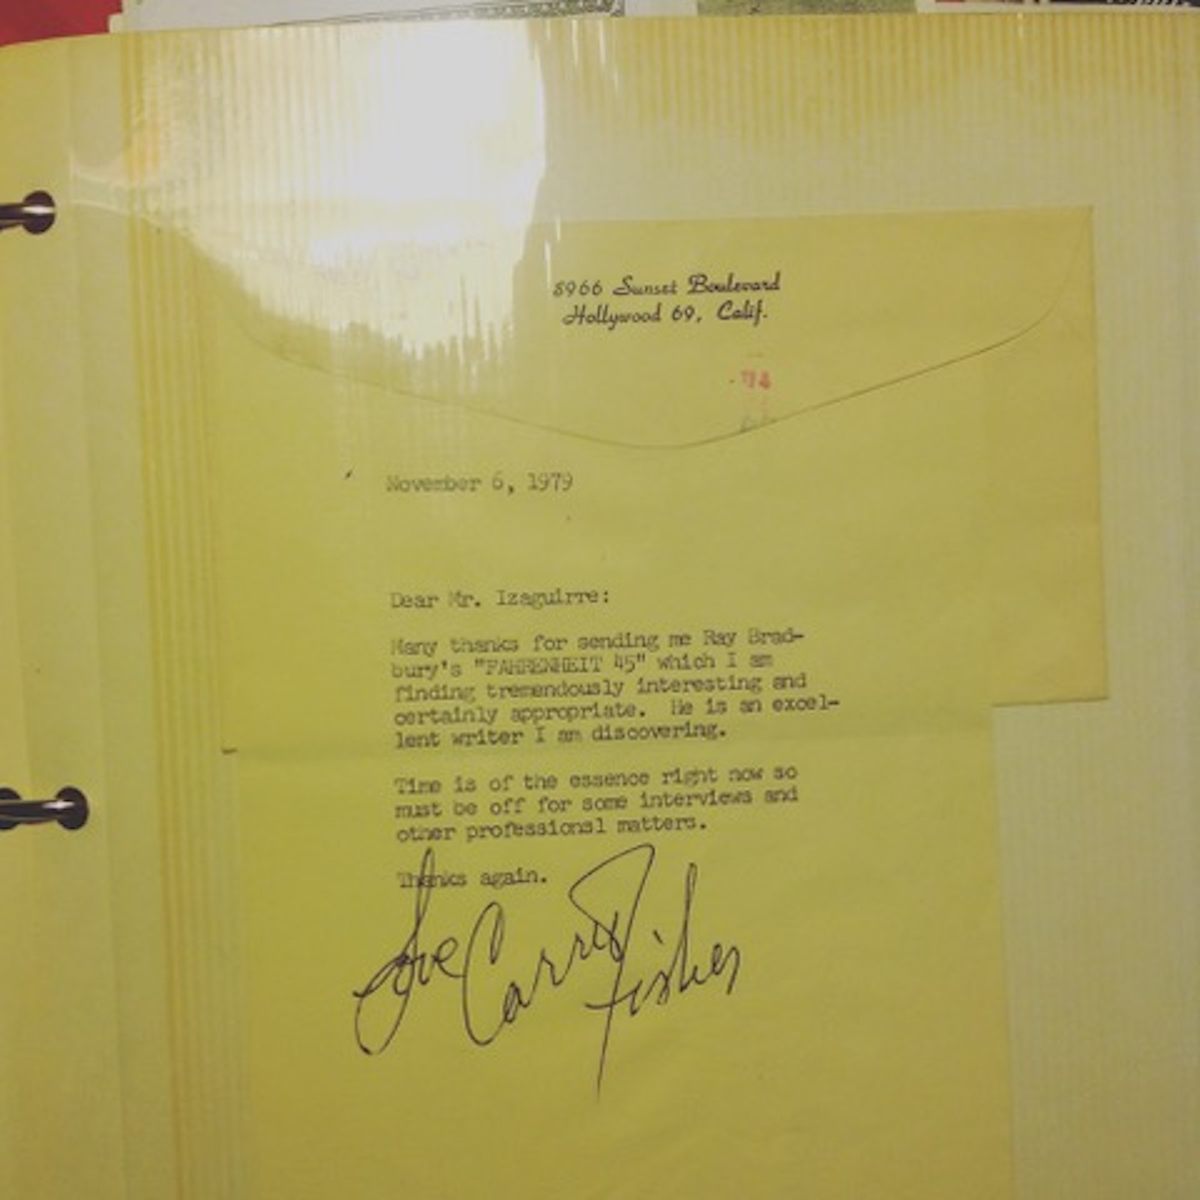 8966 Sunset Boulevard
Hollywood 69, Calif.
November 6, 1979
Dear Mr. Izaguirre:
Many thanks for sending me Ray Brad-
bury's "FAHRENHEIT 45" which I am
finding tremendously interesting and
certainly appropriate. He is an excel-
lent writer I am discovering.
Time is of the essence right now so
must be off for some interviews and
other professionsl matters.
Thanks again.
Love Carrie Fisher